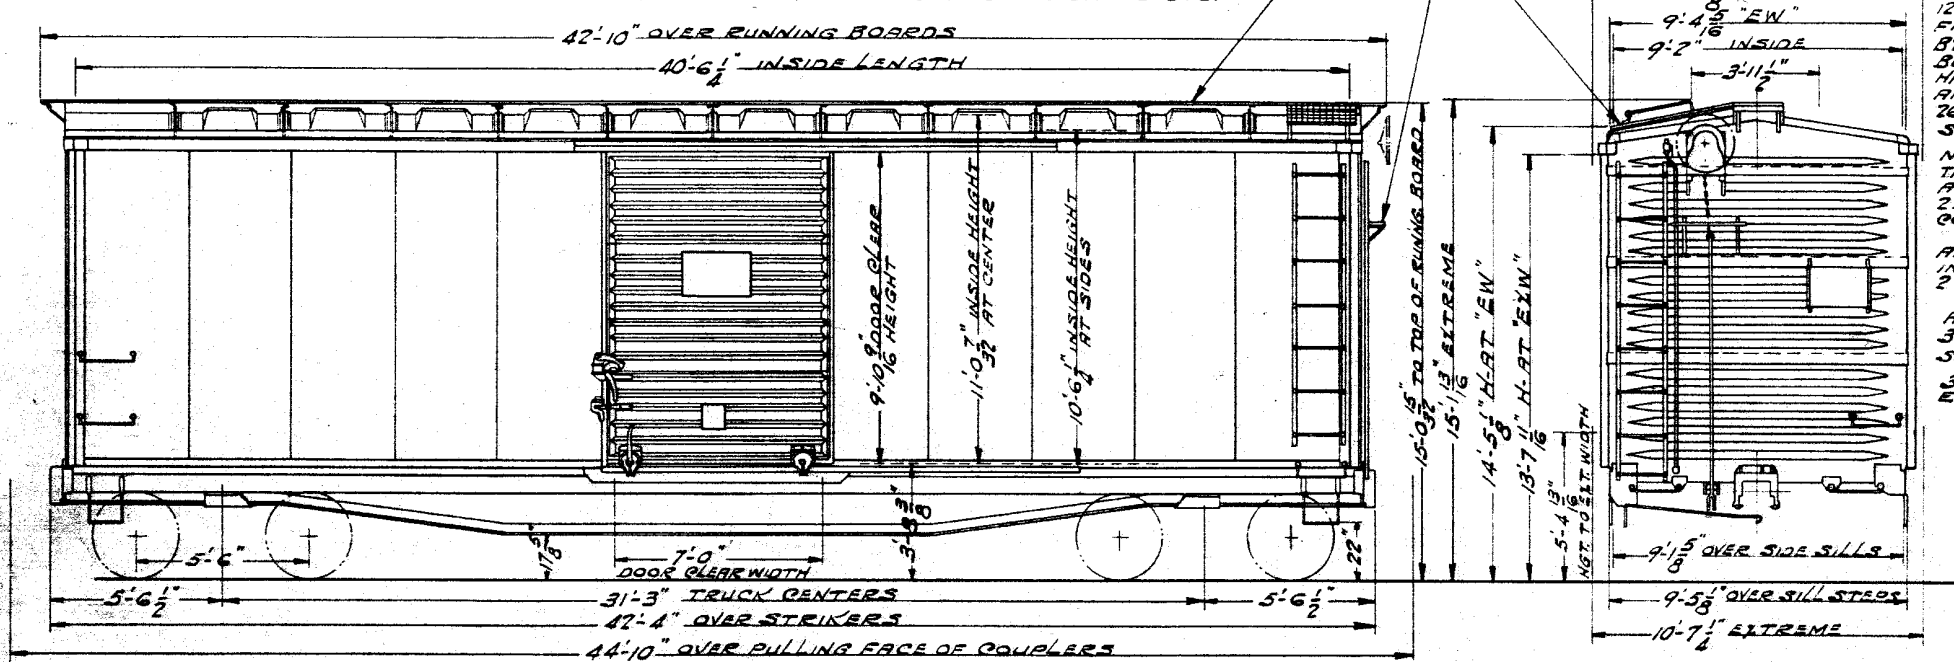 42'-10" OVER RUNNING BOARDS
40'-6 1/4" INSIDE LENGTH
9'-10 9/16" DOOR CLEAR
HEIGHT
11'-0 7/32" INSIDE HEIGHT
AT CENTER
10'-6 1/4" INSIDE HEIGHT
AT SIDES
15'-0 15/32" TO TOP OF RUNNING BOARD
15'-1 13/16" EXTREME
14'-5 1/8" H-AT "EW"
13'-7 11/16" H-AT "EXW"
5'-4 13/16"
HGT. TO EXT. WIDTH
9'-4 5/16" "EW"
9'-2" INSIDE
3'-11 1/2"
5'-6"
17 5/8"
7'-0"
DOOR CLEAR WIDTH
3'-8 3/8"
22"
5'-6 1/2"
31'-3" TRUCK CENTERS
5'-6 1/2"
42'-4" OVER STRIKERS
44'-10" OVER PULLING FACE OF COUPLERS
9'-1 5/8" OVER SIDE SILLS
9'-5 1/8" OVER SILL STEPS
10'-7 1/4" EXTREME